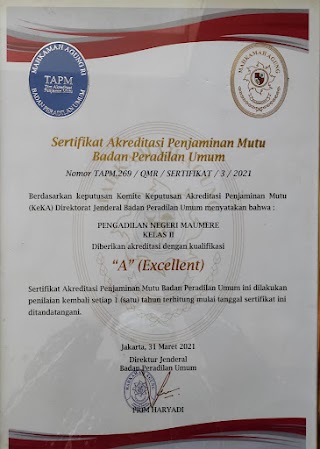 MAHKAMAH AGUNG RI
TAPM
BADAN PERADILAN UMUM
MAHKAMAH AGUNG
Sertifikat Akreditasi Penjaminan Mutu
Badan Peradilan Umum
Nomor TAPM.269 / QMR / SERTIFIKAT / 3 / 2021
Berdasarkan keputusan Komite Keputusan Akreditasi Penjaminan Mutu
(KeKA) Direktorat Jenderal Badan Peradilan Umum menyatakan bahwa :
PENGADILAN NEGERI MAUMERE
KELAS II
Diberikan akreditasi dengan kualifikasi
"A" (Excellent)
Sertifikat Akreditasi Penjaminan Mutu Badan Peradilan Umum ini dilakukan
penilaian kembali setiap 1 (satu) tahun terhitung mulai tanggal sertifikat ini
ditandatangani.
Jakarta, 31 Maret 2021
Direktur Jenderal
Badan Peradilan Umum
PRIM HARYADI